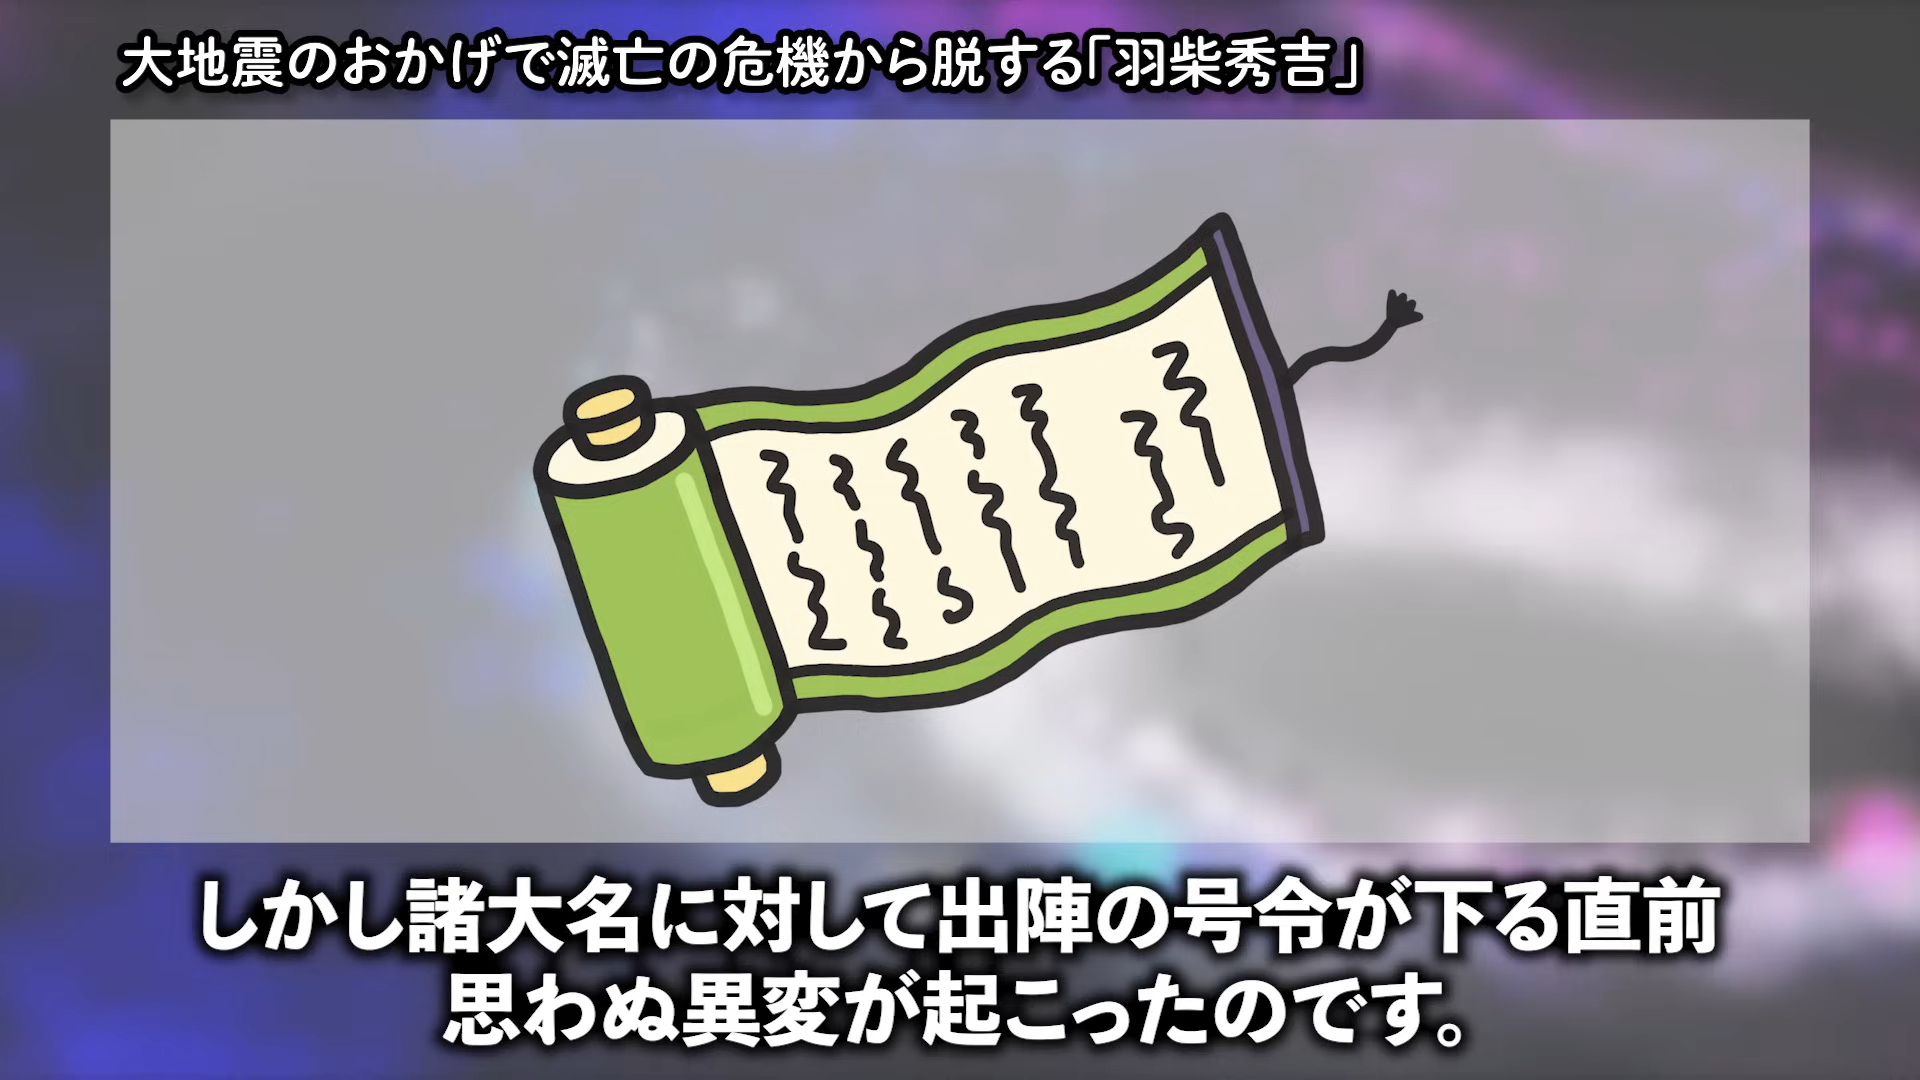 大地震のおかげで滅亡の危機から脱する「羽柴秀吉」
しかし諸大名に対して出陣の号令が下る直前
思わぬ異変が起こったのです。